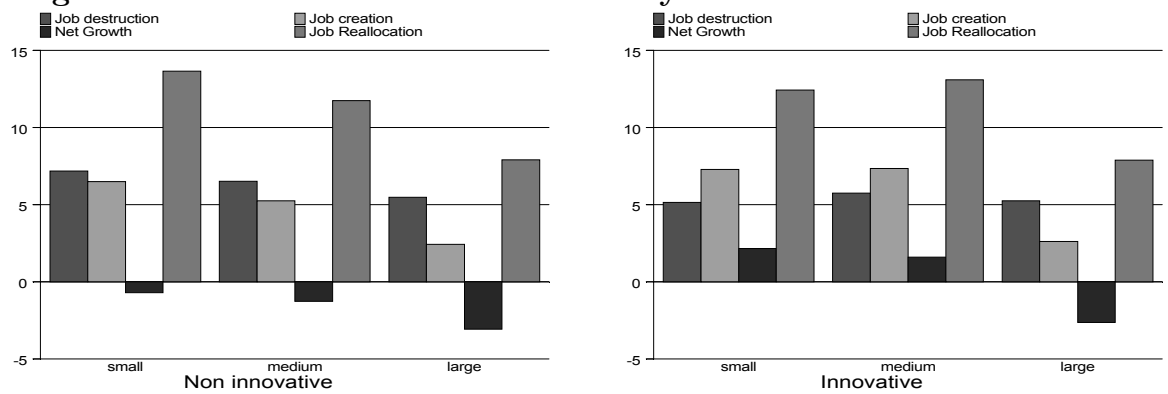 Job destruction Job creation
Net Growth Job Reallocation
15
10
5
0
-5
small medium large
Non innovative
Job destruction Job creation
Net Growth Job Reallocation
15
10
5
0
-5
small medium large
Innovative